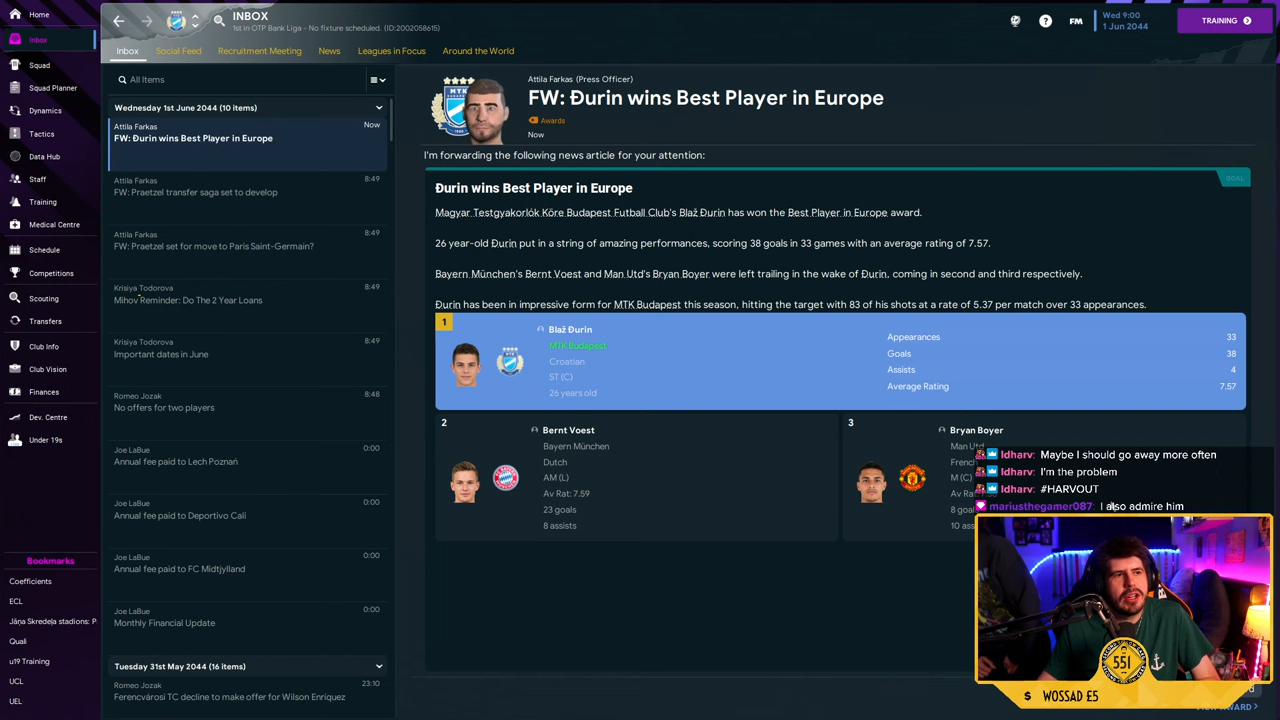 Home
Inbox
Squad
Squad Planner
Dynamics
Tactics
Data Hub
Staff
Training
Medical Centre
Schedule
Competitions
Scouting
Transfers
Club Info
Club Vision
Finances
Dev. Centre
Under 19s
Bookmarks
Coefficients
ECL
Jāņa Skredeļa stadions: P
Quali
u19 Training
UCL
UEL
INBOX
1st in OTP Bank Liga - No fixture scheduled. (ID:2002058615)
?
FM
Wed 9:00
1 Jun 2044
TRAINING
Inbox
Social Feed
Recruitment Meeting
News
Leagues in Focus
Around the World
All Items
Wednesday 1st June 2044 (10 items)
Attila Farkas
Now
FW: Đurin wins Best Player in Europe
Attila Farkas
8:49
FW: Praetzel transfer saga set to develop
Attila Farkas
8:49
FW: Praetzel set for move to Paris Saint-Germain?
Krisiya Todorova
8:49
Mihov Reminder: Do The 2 Year Loans
Krisiya Todorova
8:49
Important dates in June
Romeo Jozak
8:48
No offers for two players
Joe LaBue
0:00
Annual fee paid to Lech Poznań
Joe LaBue
0:00
Annual fee paid to Deportivo Cali
Joe LaBue
0:00
Annual fee paid to FC Midtjylland
Joe LaBue
0:00
Monthly Financial Update
Tuesday 31st May 2044 (16 items)
Romeo Jozak
23:10
Ferencvárosi TC decline to make offer for Wilson Enríquez
MTK
Attila Farkas (Press Officer)
FW: Đurin wins Best Player in Europe
Awards
Now
I'm forwarding the following news article for your attention:
GOAL
Đurin wins Best Player in Europe
Magyar Testgyakorlók Köre Budapest Futball Club's Blaž Đurin has won the Best Player in Europe award.
26 year-old Đurin put in a string of amazing performances, scoring 38 goals in 33 games with an average rating of 7.57.
Bayern München's Bernt Voest and Man Utd's Bryan Boyer were left trailing in the wake of Đurin, coming in second and third respectively.
Đurin has been in impressive form for MTK Budapest this season, hitting the target with 83 of his shots at a rate of 5.37 per match over 33 appearances.
1
Blaž Đurin
MTK Budapest
Croatian
ST (C)
26 years old
Appearances
33
Goals
38
Assists
4
Average Rating
7.57
2
Bernt Voest
Bayern München
Dutch
AM (L)
Av Rat: 7.59
23 goals
8 assists
3
Bryan Boyer
Man Utd
French
M (C)
Av Rat:
8 goa
10 ass
ldharv: Maybe I should go away more often
ldharv: I'm the problem
ldharv: #HARVOUT
mariusthegamer087: I also admire him
551
$ WOSSAD £5
VIEW AWARD